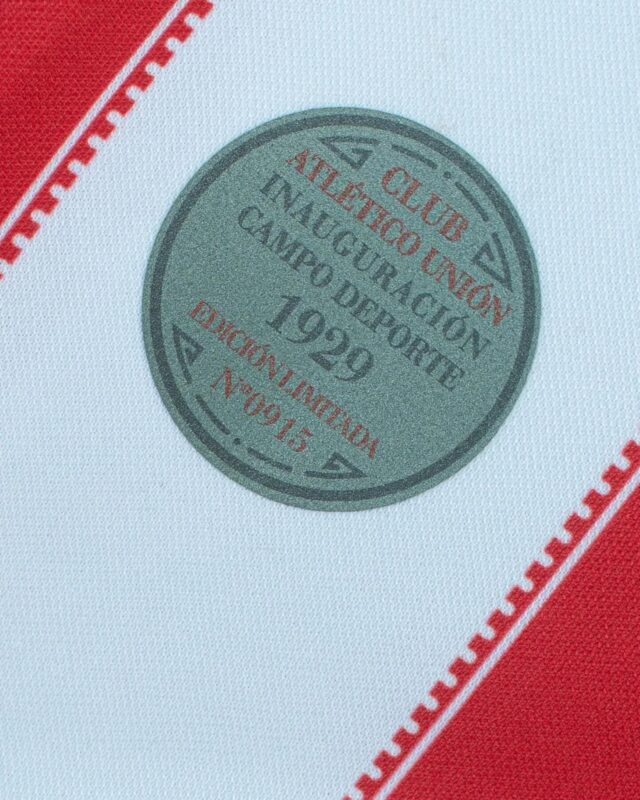 CLUB
ATLÉTICO UNIÓN
INAUGURACIÓN
CAMPO DEPORTE
1929
EDICIÓN LIMITADA
Nº0915